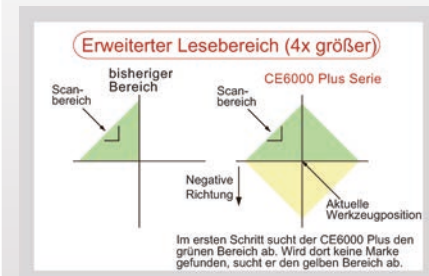 Erweiterter Lesebereich (4x größer)
bisheriger
Bereich
Scan-
bereich
CE6000 Plus Serie
Scan-
bereich
Negative
Richtung
Aktuelle
Werkzeugposition
Im ersten Schritt sucht der CE6000 Plus den
grünen Bereich ab. Wird dort keine Marke
gefunden, sucht er den gelben Bereich ab.